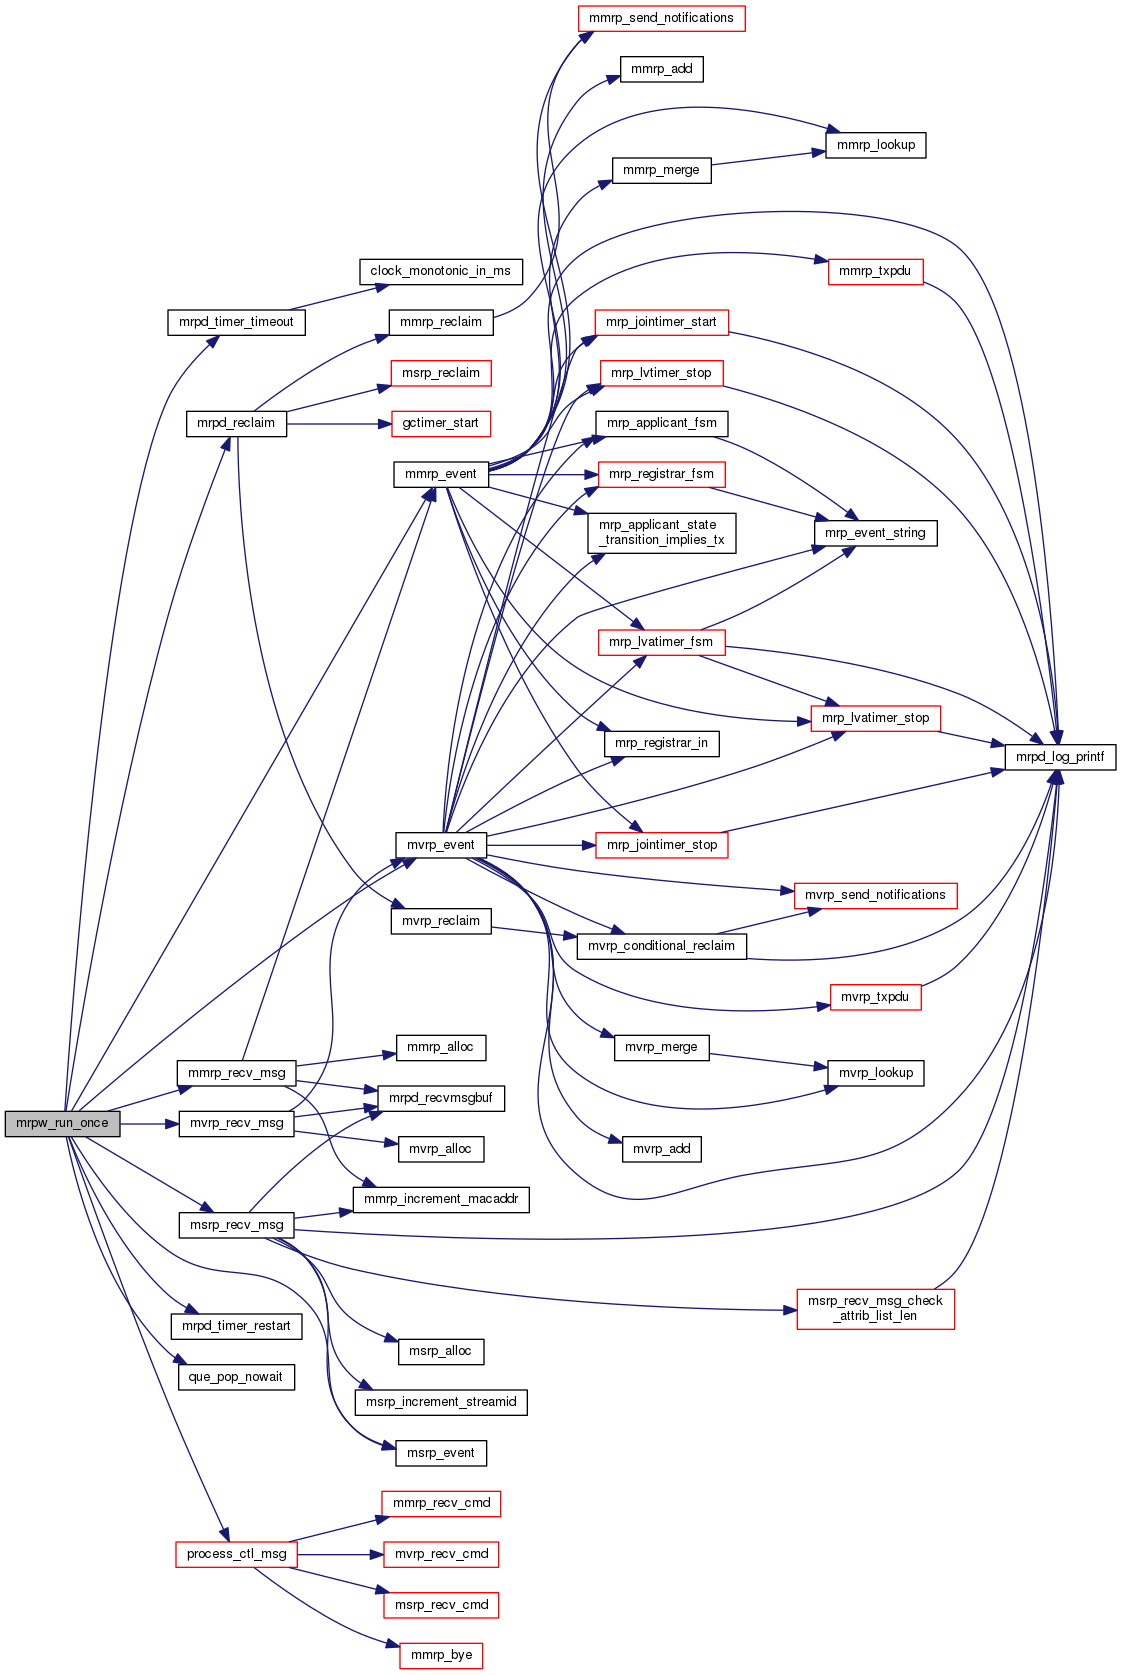 mmrp_send_notifications
mmrp_add
mmrp_lookup
mmrp_merge
clock_monotonic_in_ms
mmrp_txpdu
mrpd_timer_timeout
mmrp_reclaim
mrp_jointimer_start
msrp_reclaim
mrp_lvtimer_stop
mrpd_reclaim
gctimer_start
mrp_applicant_fsm
mmrp_event
mrp_registrar_fsm
mrp_applicant_state
_transition_implies_tx
mrp_event_string
mrp_lvatimer_fsm
mrp_lvatimer_stop
mrp_registrar_in
mrpd_log_printf
mvrp_event
mrp_jointimer_stop
mvrp_send_notifications
mvrp_reclaim
mvrp_conditional_reclaim
mvrp_txpdu
mmrp_alloc
mvrp_merge
mmrp_recv_msg
mvrp_lookup
mrpd_recvmsgbuf
mrpw_run_once
mvrp_recv_msg
mvrp_alloc
mvrp_add
mmrp_increment_macaddr
msrp_recv_msg
msrp_recv_msg_check
_attrib_list_len
mrpd_timer_restart
msrp_alloc
que_pop_nowait
msrp_increment_streamid
msrp_event
mmrp_recv_cmd
process_ctl_msg
mvrp_recv_cmd
msrp_recv_cmd
mmrp_bye